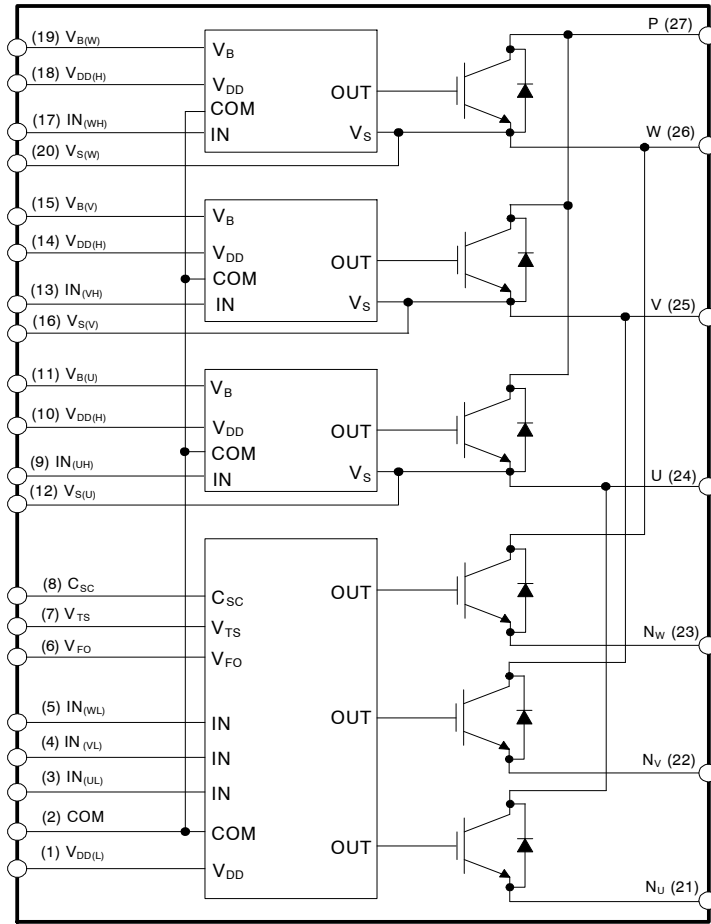 P (27)
(19) VB(W)
VB
(18) VDD(H)
VDD
OUT
COM
(17) IN(WH)
IN
VS
W (26)
(20) VS(W)
(15) VB(V)
VB
(14) VDD(H)
VDD
OUT
COM
(13) IN(VH)
IN
VS
V (25)
(16) VS(V)
(11) VB(U)
VB
(10) VDD(H)
VDD
OUT
COM
(9) IN(UH)
IN
VS
U (24)
(12) VS(U)
(8) CSC
CSC
OUT
(7) VTS
VTS
NW (23)
(6) VFO
VFO
(5) IN(WL)
IN
OUT
(4) IN(VL)
IN
NV (22)
(3) IN(UL)
IN
(2) COM
COM
OUT
(1) VDD(L)
VDD
NU (21)